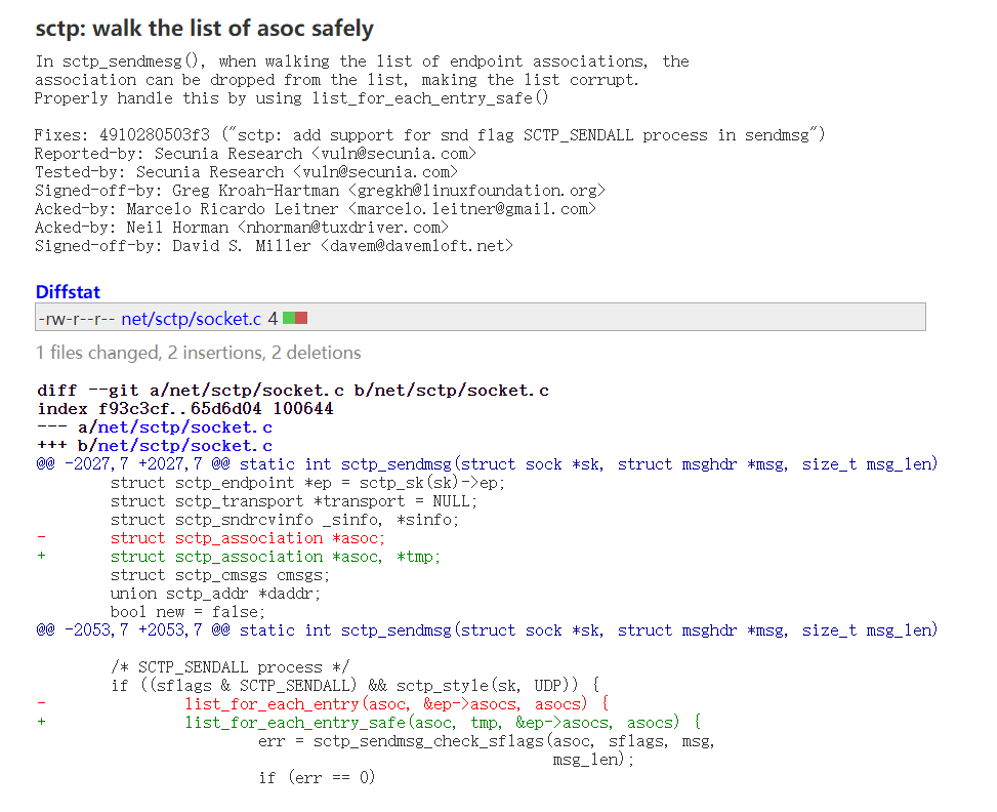 sctp: walk the list of asoc safely
In sctp_sendmesg(), when walking the list of endpoint associations, the
association can be dropped from the list, making the list corrupt.
Properly handle this by using list_for_each_entry_safe()
Fixes: 4910280503f3 ("sctp: add support for snd flag SCTP_SENDALL process in sendmsg")
Reported-by: Secunia Research <vuln@secunia.com>
Tested-by: Secunia Research <vuln@secunia.com>
Signed-off-by: Greg Kroah-Hartman <gregkh@linuxfoundation.org>
Acked-by: Marcelo Ricardo Leitner <marcelo.leitner@gmail.com>
Acked-by: Neil Horman <nhorman@tuxdriver.com>
Signed-off-by: David S. Miller <davem@davemloft.net>
Diffstat
-rw-r--r-- net/sctp/socket.c 4
1 files changed, 2 insertions, 2 deletions
diff --git a/net/sctp/socket.c b/net/sctp/socket.c
index f93c3cf..65d6d04 100644
--- a/net/sctp/socket.c
+++ b/net/sctp/socket.c
@@ -2027,7 +2027,7 @@ static int sctp_sendmsg(struct sock *sk, struct msghdr *msg, size_t msg_len)
struct sctp_endpoint *ep = sctp_sk(sk)->ep;
struct sctp_transport *transport = NULL;
struct sctp_sndrcvinfo _sinfo, *sinfo;
- struct sctp_association *asoc;
+ struct sctp_association *asoc, *tmp;
struct sctp_cmsgs cmsgs;
union sctp_addr *daddr;
bool new = false;
@@ -2053,7 +2053,7 @@ static int sctp_sendmsg(struct sock *sk, struct msghdr *msg, size_t msg_len)
/* SCTP_SENDALL process */
if ((sflags & SCTP_SENDALL) && sctp_style(sk, UDP)) {
- list_for_each_entry(asoc, &ep->asocs, asocs) {
+ list_for_each_entry_safe(asoc, tmp, &ep->asocs, asocs) {
err = sctp_sendmsg_check_sflags(asoc, sflags, msg,
msg_len);
if (err == 0)